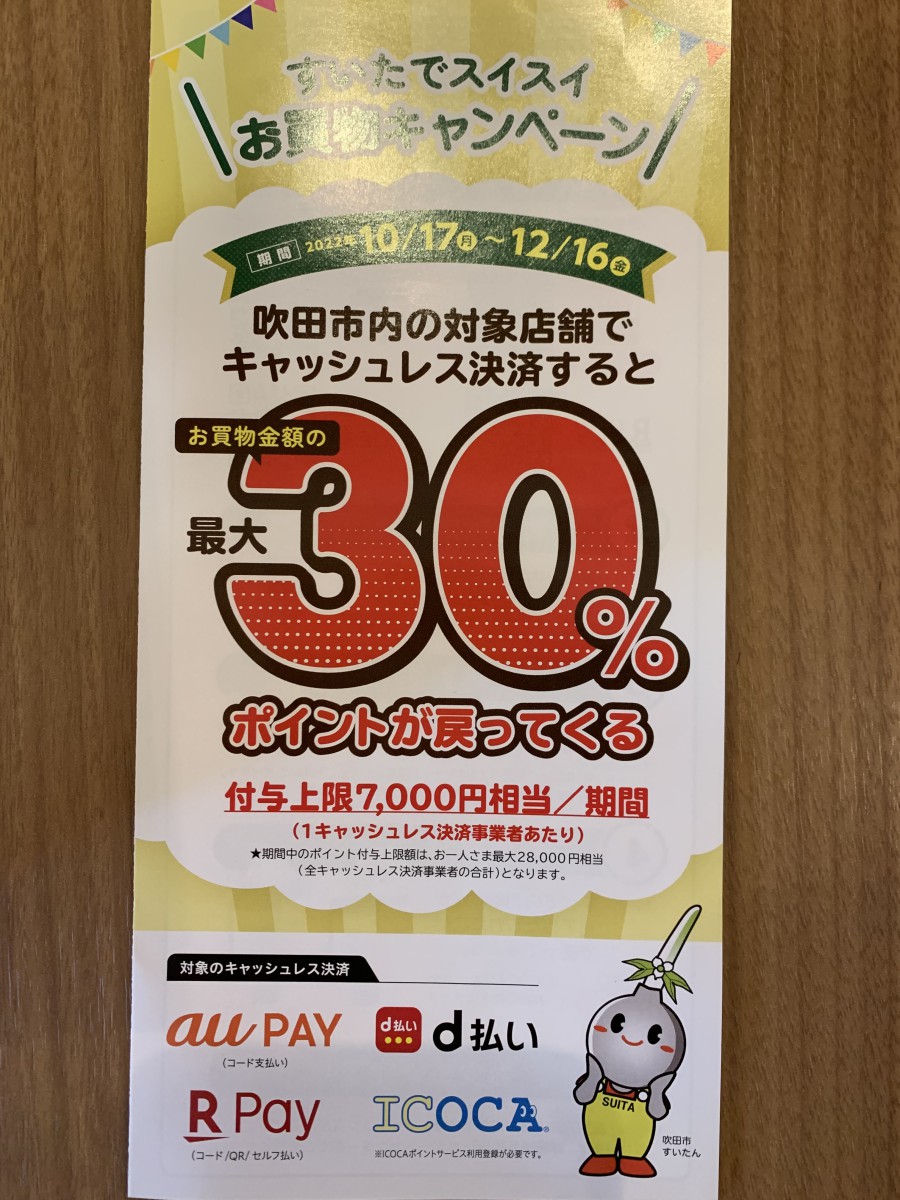 すいたでスイスイ
お買物キャンペーン
期間 2022年10/17月～12/16金
吹田市内の対象店舗で
キャッシュレス決済すると
お買物金額の
最大
30%
ポイントが戻ってくる
付与上限7,000円相当／期間
（1キャッシュレス決済事業者あたり）
★期間中のポイント付与上限額は、お一人さま最大28,000円相当
（全キャッシュレス決済事業者の合計）となります。
対象のキャッシュレス決済
au PAY
（コード支払い）
d払い d払い
R Pay
（コード/QR/セルフ払い）
ICOCA®
※ICOCAポイントサービス利用登録が必要です。
SUITA
吹田市
すいたん